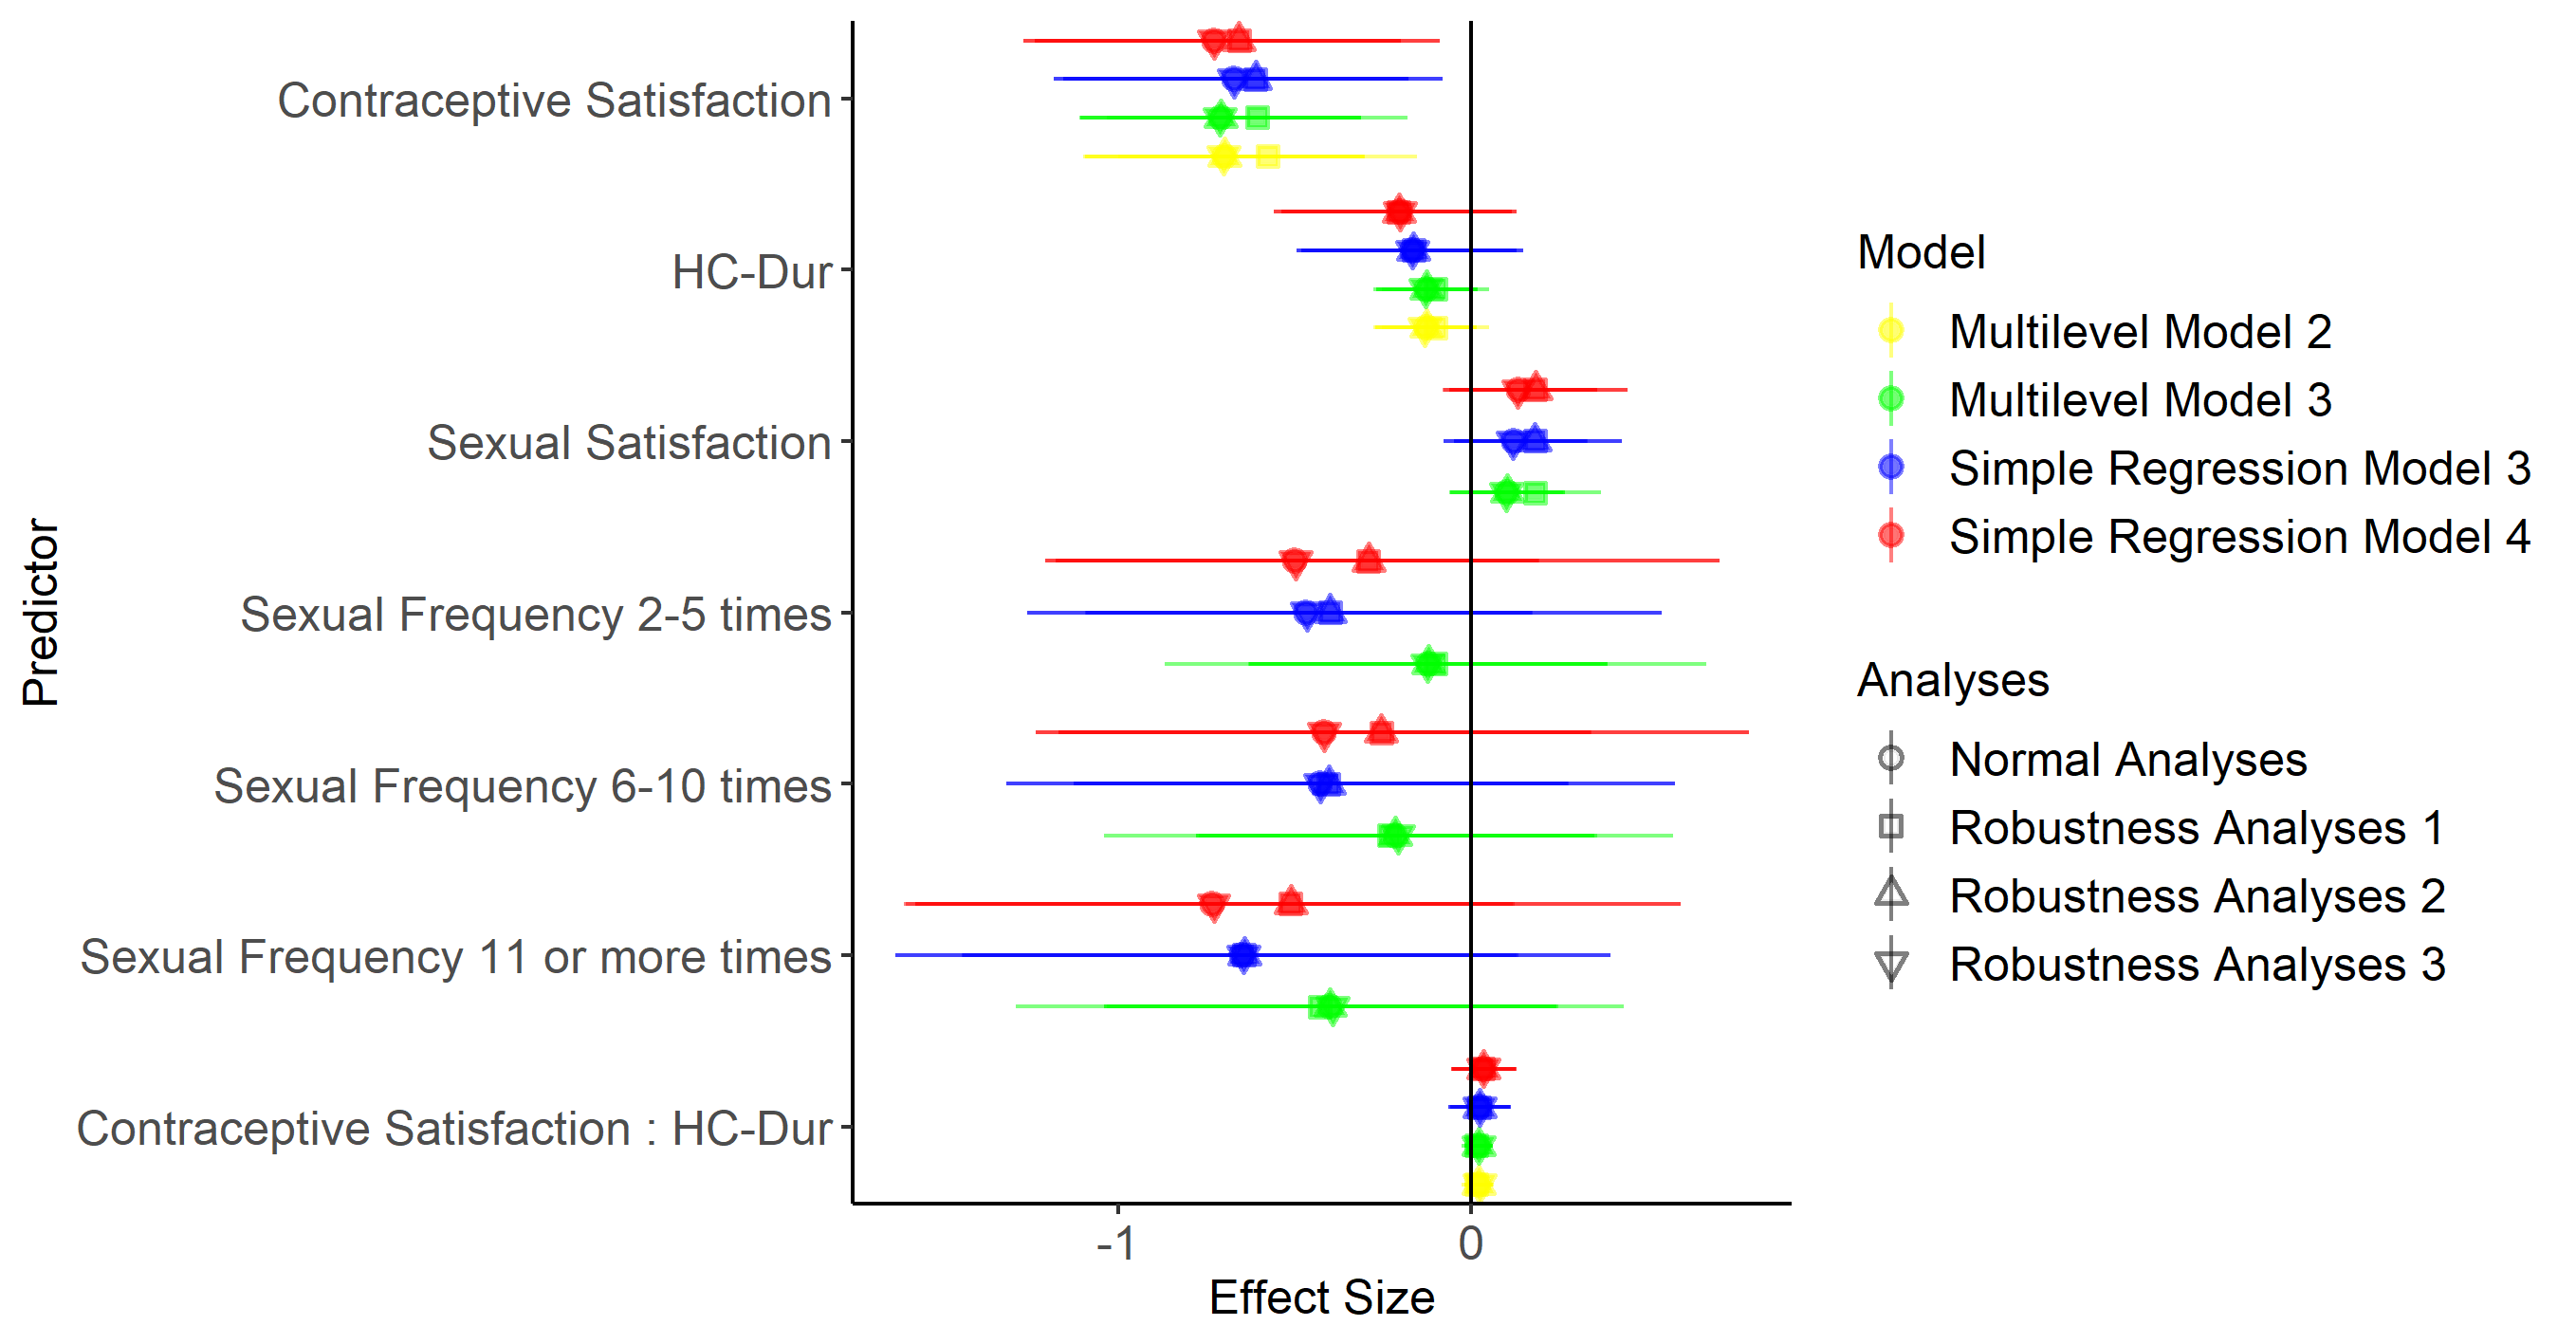 Contraceptive Satisfaction
HC-Dur
Sexual Satisfaction
Sexual Frequency 2-5 times
Sexual Frequency 6-10 times
Sexual Frequency 11 or more times
Contraceptive Satisfaction : HC-Dur
Predictor
-1
0
Effect Size
Model
Multilevel Model 2
Multilevel Model 3
Simple Regression Model 3
Simple Regression Model 4
Analyses
Normal Analyses
Robustness Analyses 1
Robustness Analyses 2
Robustness Analyses 3